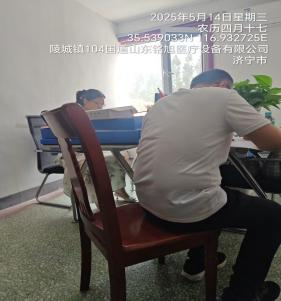 2025年5月14日星期三
农历四月十七
35.539033N,116.932725E
陵城镇104国道山东铭旭医疗设备有限公司
济宁市